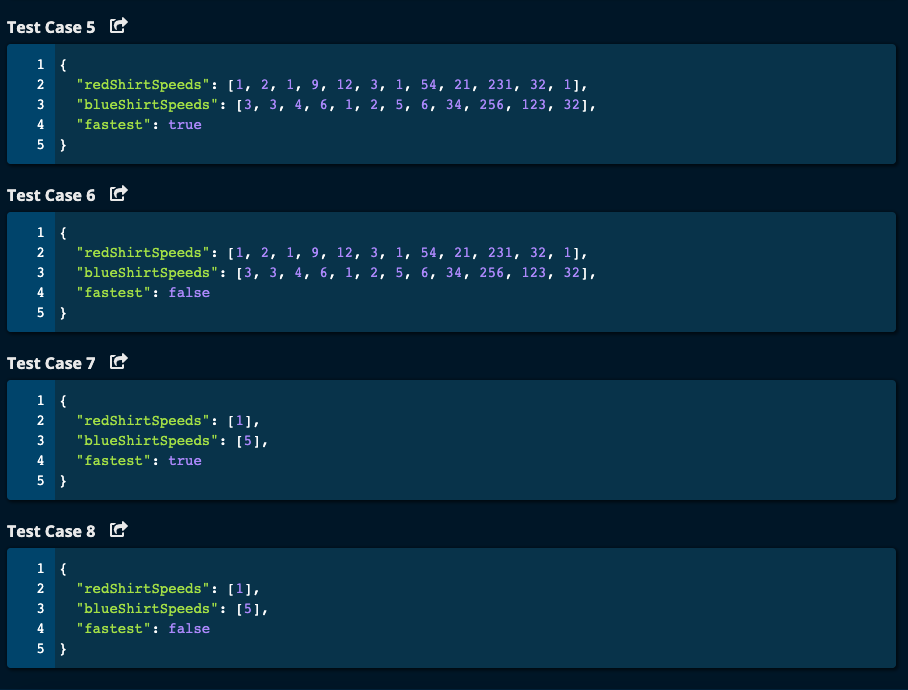 Test Case 5
1 {
2 "redShirtSpeeds": [1, 2, 1, 9, 12, 3, 1, 54, 21, 231, 32, 1],
3 "blueShirtSpeeds": [3, 3, 4, 6, 1, 2, 5, 6, 34, 256, 123, 32],
4 "fastest": true
5 }
Test Case 6
1 {
2 "redShirtSpeeds": [1, 2, 1, 9, 12, 3, 1, 54, 21, 231, 32, 1],
3 "blueShirtSpeeds": [3, 3, 4, 6, 1, 2, 5, 6, 34, 256, 123, 32],
4 "fastest": false
5 }
Test Case 7
1 {
2 "redShirtSpeeds": [1],
3 "blueShirtSpeeds": [5],
4 "fastest": true
5 }
Test Case 8
1 {
2 "redShirtSpeeds": [1],
3 "blueShirtSpeeds": [5],
4 "fastest": false
5 }